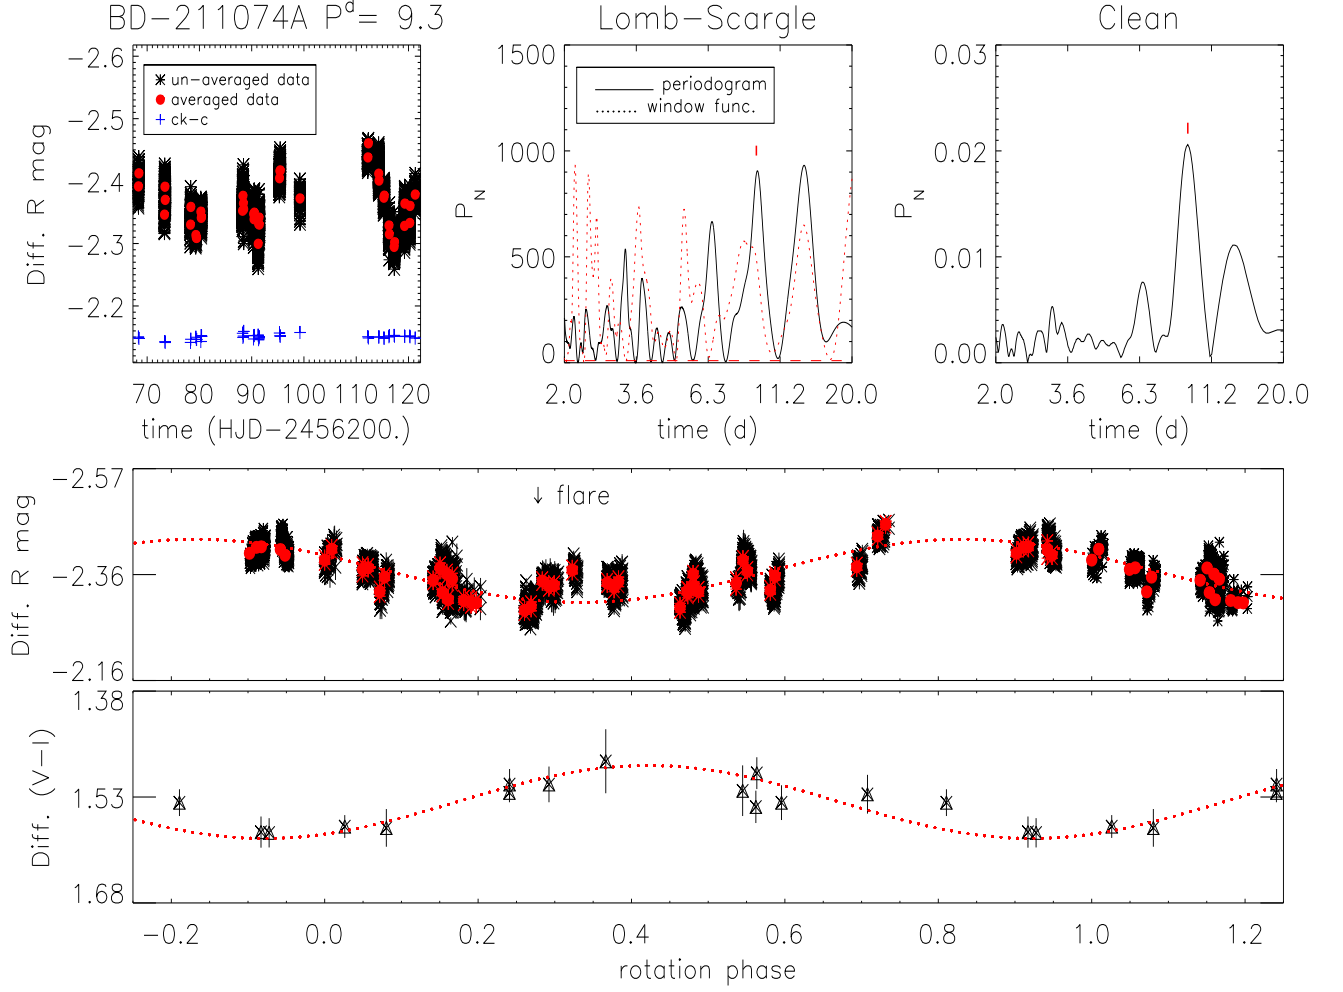 BD-211074A P^d= 9.3
-2.6
-2.5
-2.4
-2.3
-2.2
Diff. R mag
un-averaged data
averaged data
ck-c
70 80 90 100 110 120
time (HJD-2456200.)
Lomb-Scargle
1500
1000
500
0
P_N
periodogram
window func.
2.0 3.6 6.3 11.2 20.0
time (d)
Clean
0.03
0.02
0.01
0.00
P_N
2.0 3.6 6.3 11.2 20.0
time (d)
-2.57
-2.36
-2.16
Diff. R mag
↓ flare
1.38
1.53
1.68
Diff. (V-I)
-0.2 0.0 0.2 0.4 0.6 0.8 1.0 1.2
rotation phase